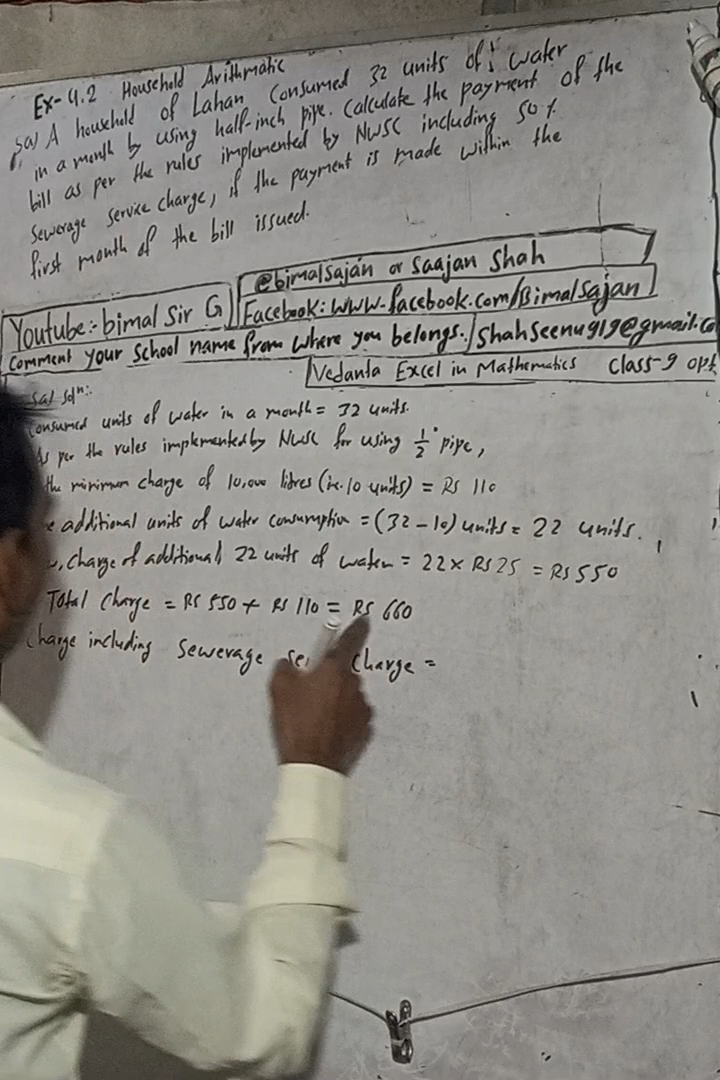 Ex-4.2 Household Arithmatic
5a) A household of Lahan consumed 32 units of water
in a month by using half-inch pipe. Calculate the payment of the
bill as per the rules implemented by NWSC including 50%
sewerage service charge, if the payment is made within the
first month of the bill issued.
@bimalsajan or Saajan Shah
Youtube:- bimal Sir G
Facebook: www.facebook.com/Bimalsajan
Comment your school name from where you belongs.
shahseenu919@gmail.co
Vedanta Excel in Mathematics Class-9 opt
5a) Solⁿ:-
Consumed units of water in a month = 32 units.
As per the rules implemented by NWSC for using 1/2" pipe,
the minimum charge of 10,000 litres (i.e. 10 units) = RS 110
additional units of water consumption = (32-10) units = 22 units.
charge of additional 22 units of water = 22 x RS 25 = RS 550
Total charge = RS 550 + RS 110 = RS 660
Charge including sewerage charge =